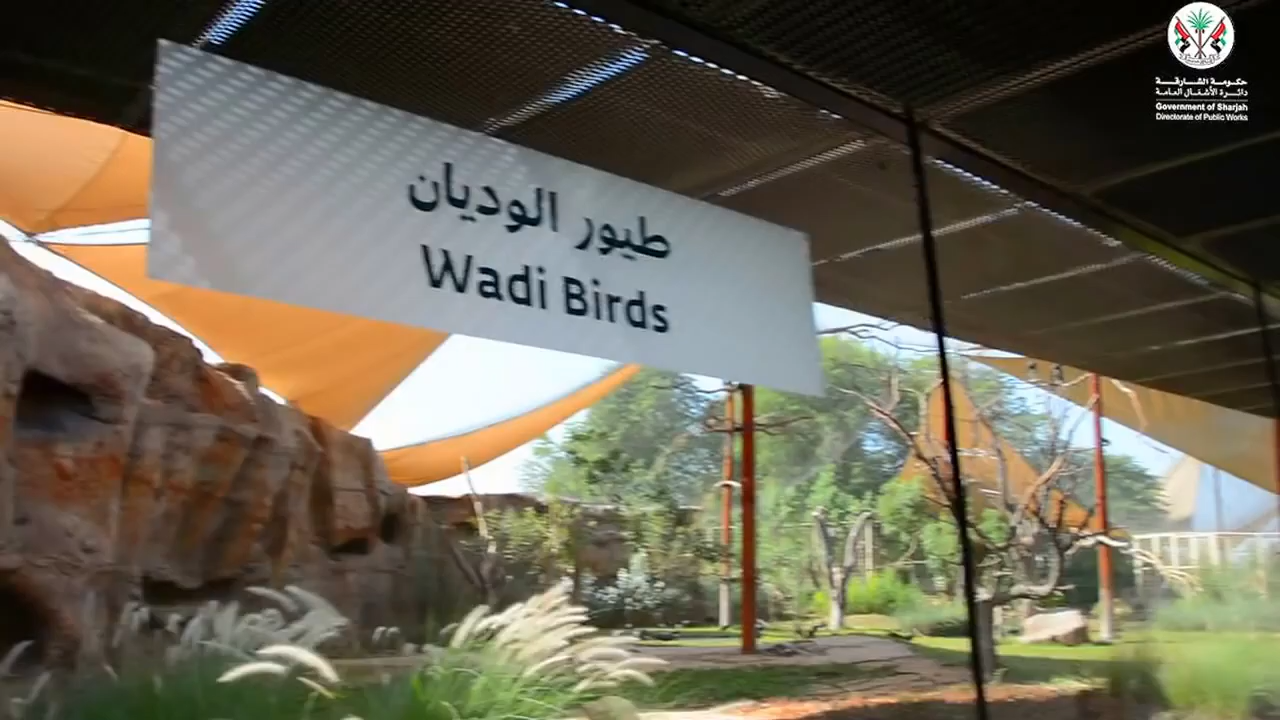 طيور الوديان
Wadi Birds
حكومة الشارقة
دائرة الأشغال العامة
Government of Sharjah
Directorate of Public Works